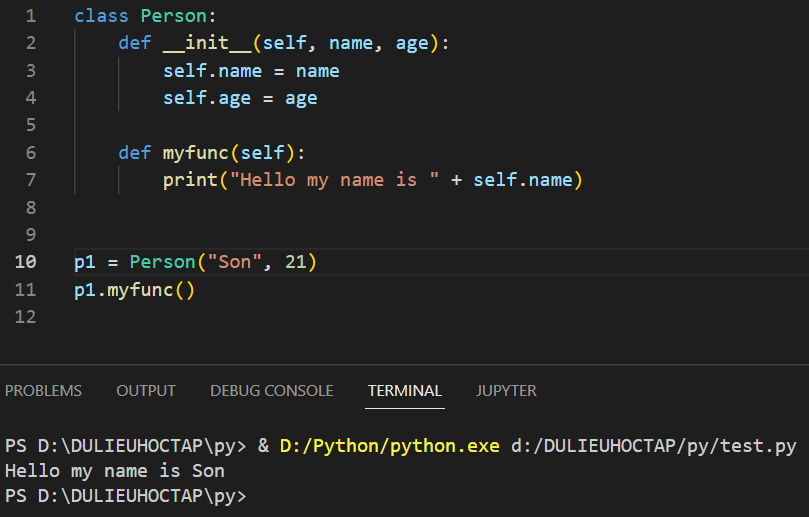 1 class Person:
2     def __init__(self, name, age):
3         self.name = name
4         self.age = age
5
6     def myfunc(self):
7         print("Hello my name is " + self.name)
8
9
10 p1 = Person("Son", 21)
11 p1.myfunc()
12
PROBLEMS OUTPUT DEBUG CONSOLE TERMINAL JUPYTER
PS D:\DULIEUHOCTAP\py> & D:/Python/python.exe d:/DULIEUHOCTAP/py/test.py
Hello my name is Son
PS D:\DULIEUHOCTAP\py>